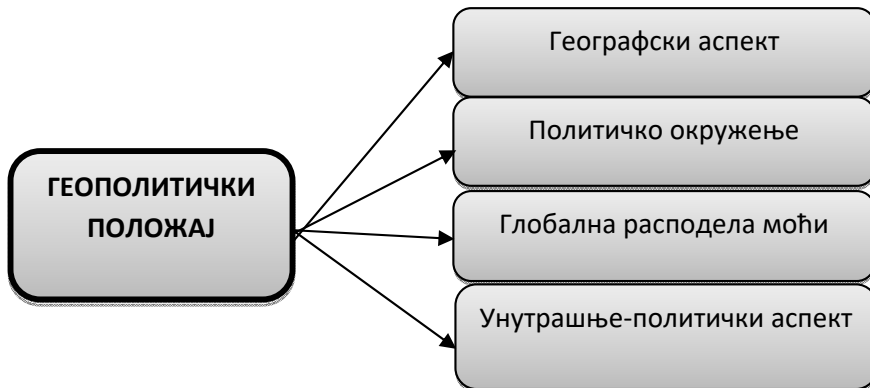 Географски аспект
Политичко окружење
ГЕОПОЛИТИЧКИ
ПОЛОЖАЈ
Глобална расподела моћи
Унутрашње-политички аспект